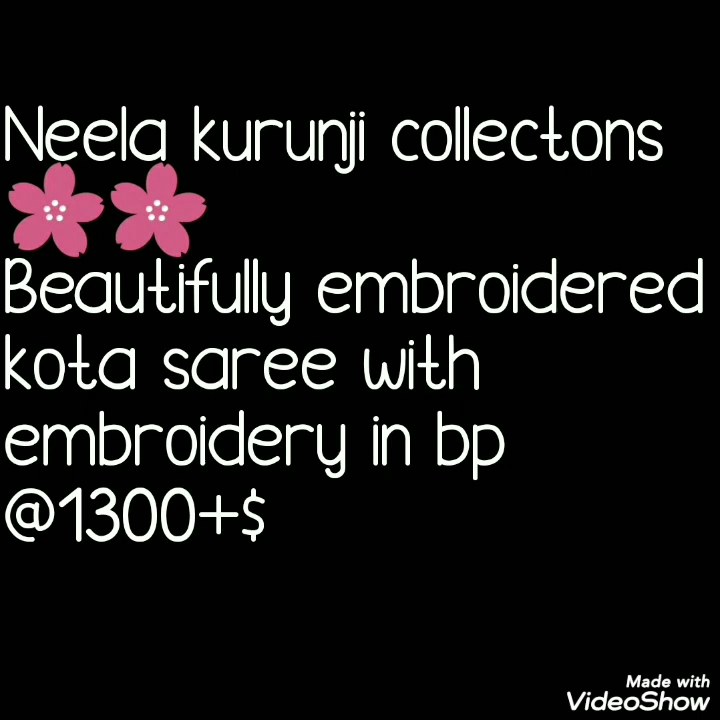 Neela kurunji collectons
🌸🌸
Beautifully embroidered
kota saree with
embroidery in bp
@1300+$
Made with
VideoShow